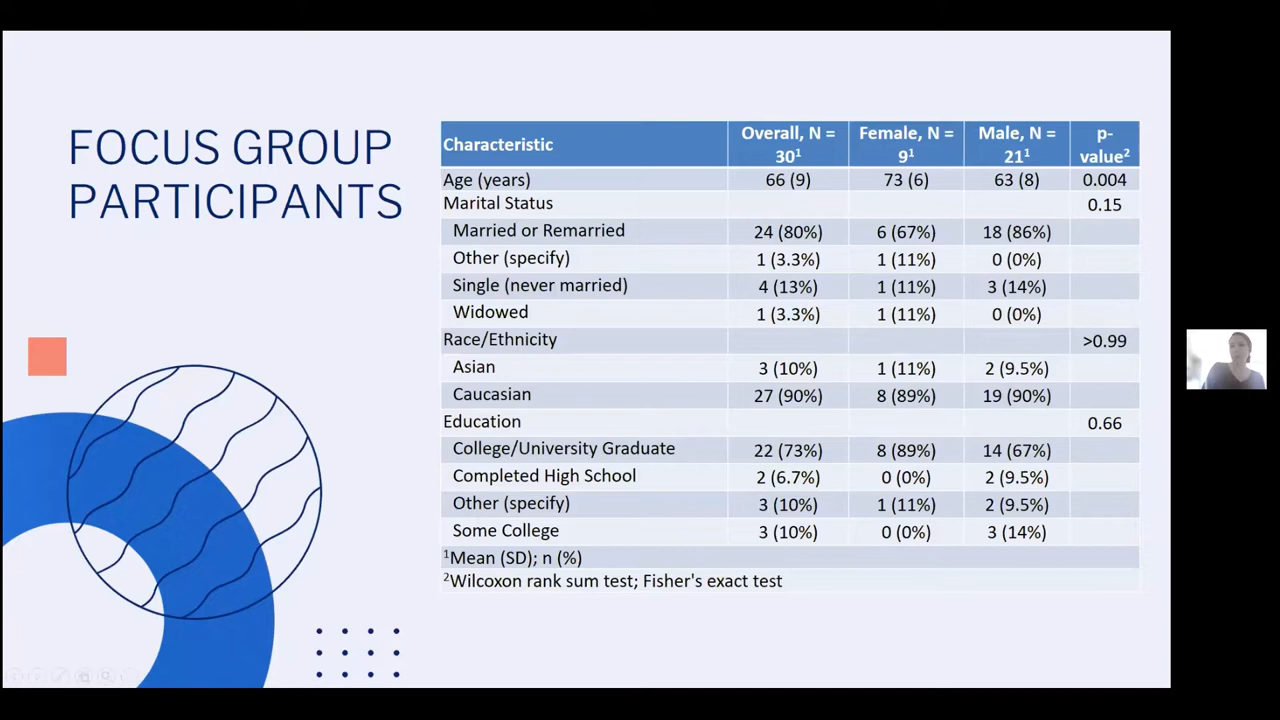 FOCUS GROUP
PARTICIPANTS
Characteristic Overall, N = 30¹ Female, N = 9¹ Male, N = 21¹ p-value²
Age (years) 66 (9) 73 (6) 63 (8) 0.004
Marital Status 0.15
Married or Remarried 24 (80%) 6 (67%) 18 (86%)
Other (specify) 1 (3.3%) 1 (11%) 0 (0%)
Single (never married) 4 (13%) 1 (11%) 3 (14%)
Widowed 1 (3.3%) 1 (11%) 0 (0%)
Race/Ethnicity >0.99
Asian 3 (10%) 1 (11%) 2 (9.5%)
Caucasian 27 (90%) 8 (89%) 19 (90%)
Education 0.66
College/University Graduate 22 (73%) 8 (89%) 14 (67%)
Completed High School 2 (6.7%) 0 (0%) 2 (9.5%)
Other (specify) 3 (10%) 1 (11%) 2 (9.5%)
Some College 3 (10%) 0 (0%) 3 (14%)
¹Mean (SD); n (%)
²Wilcoxon rank sum test; Fisher's exact test